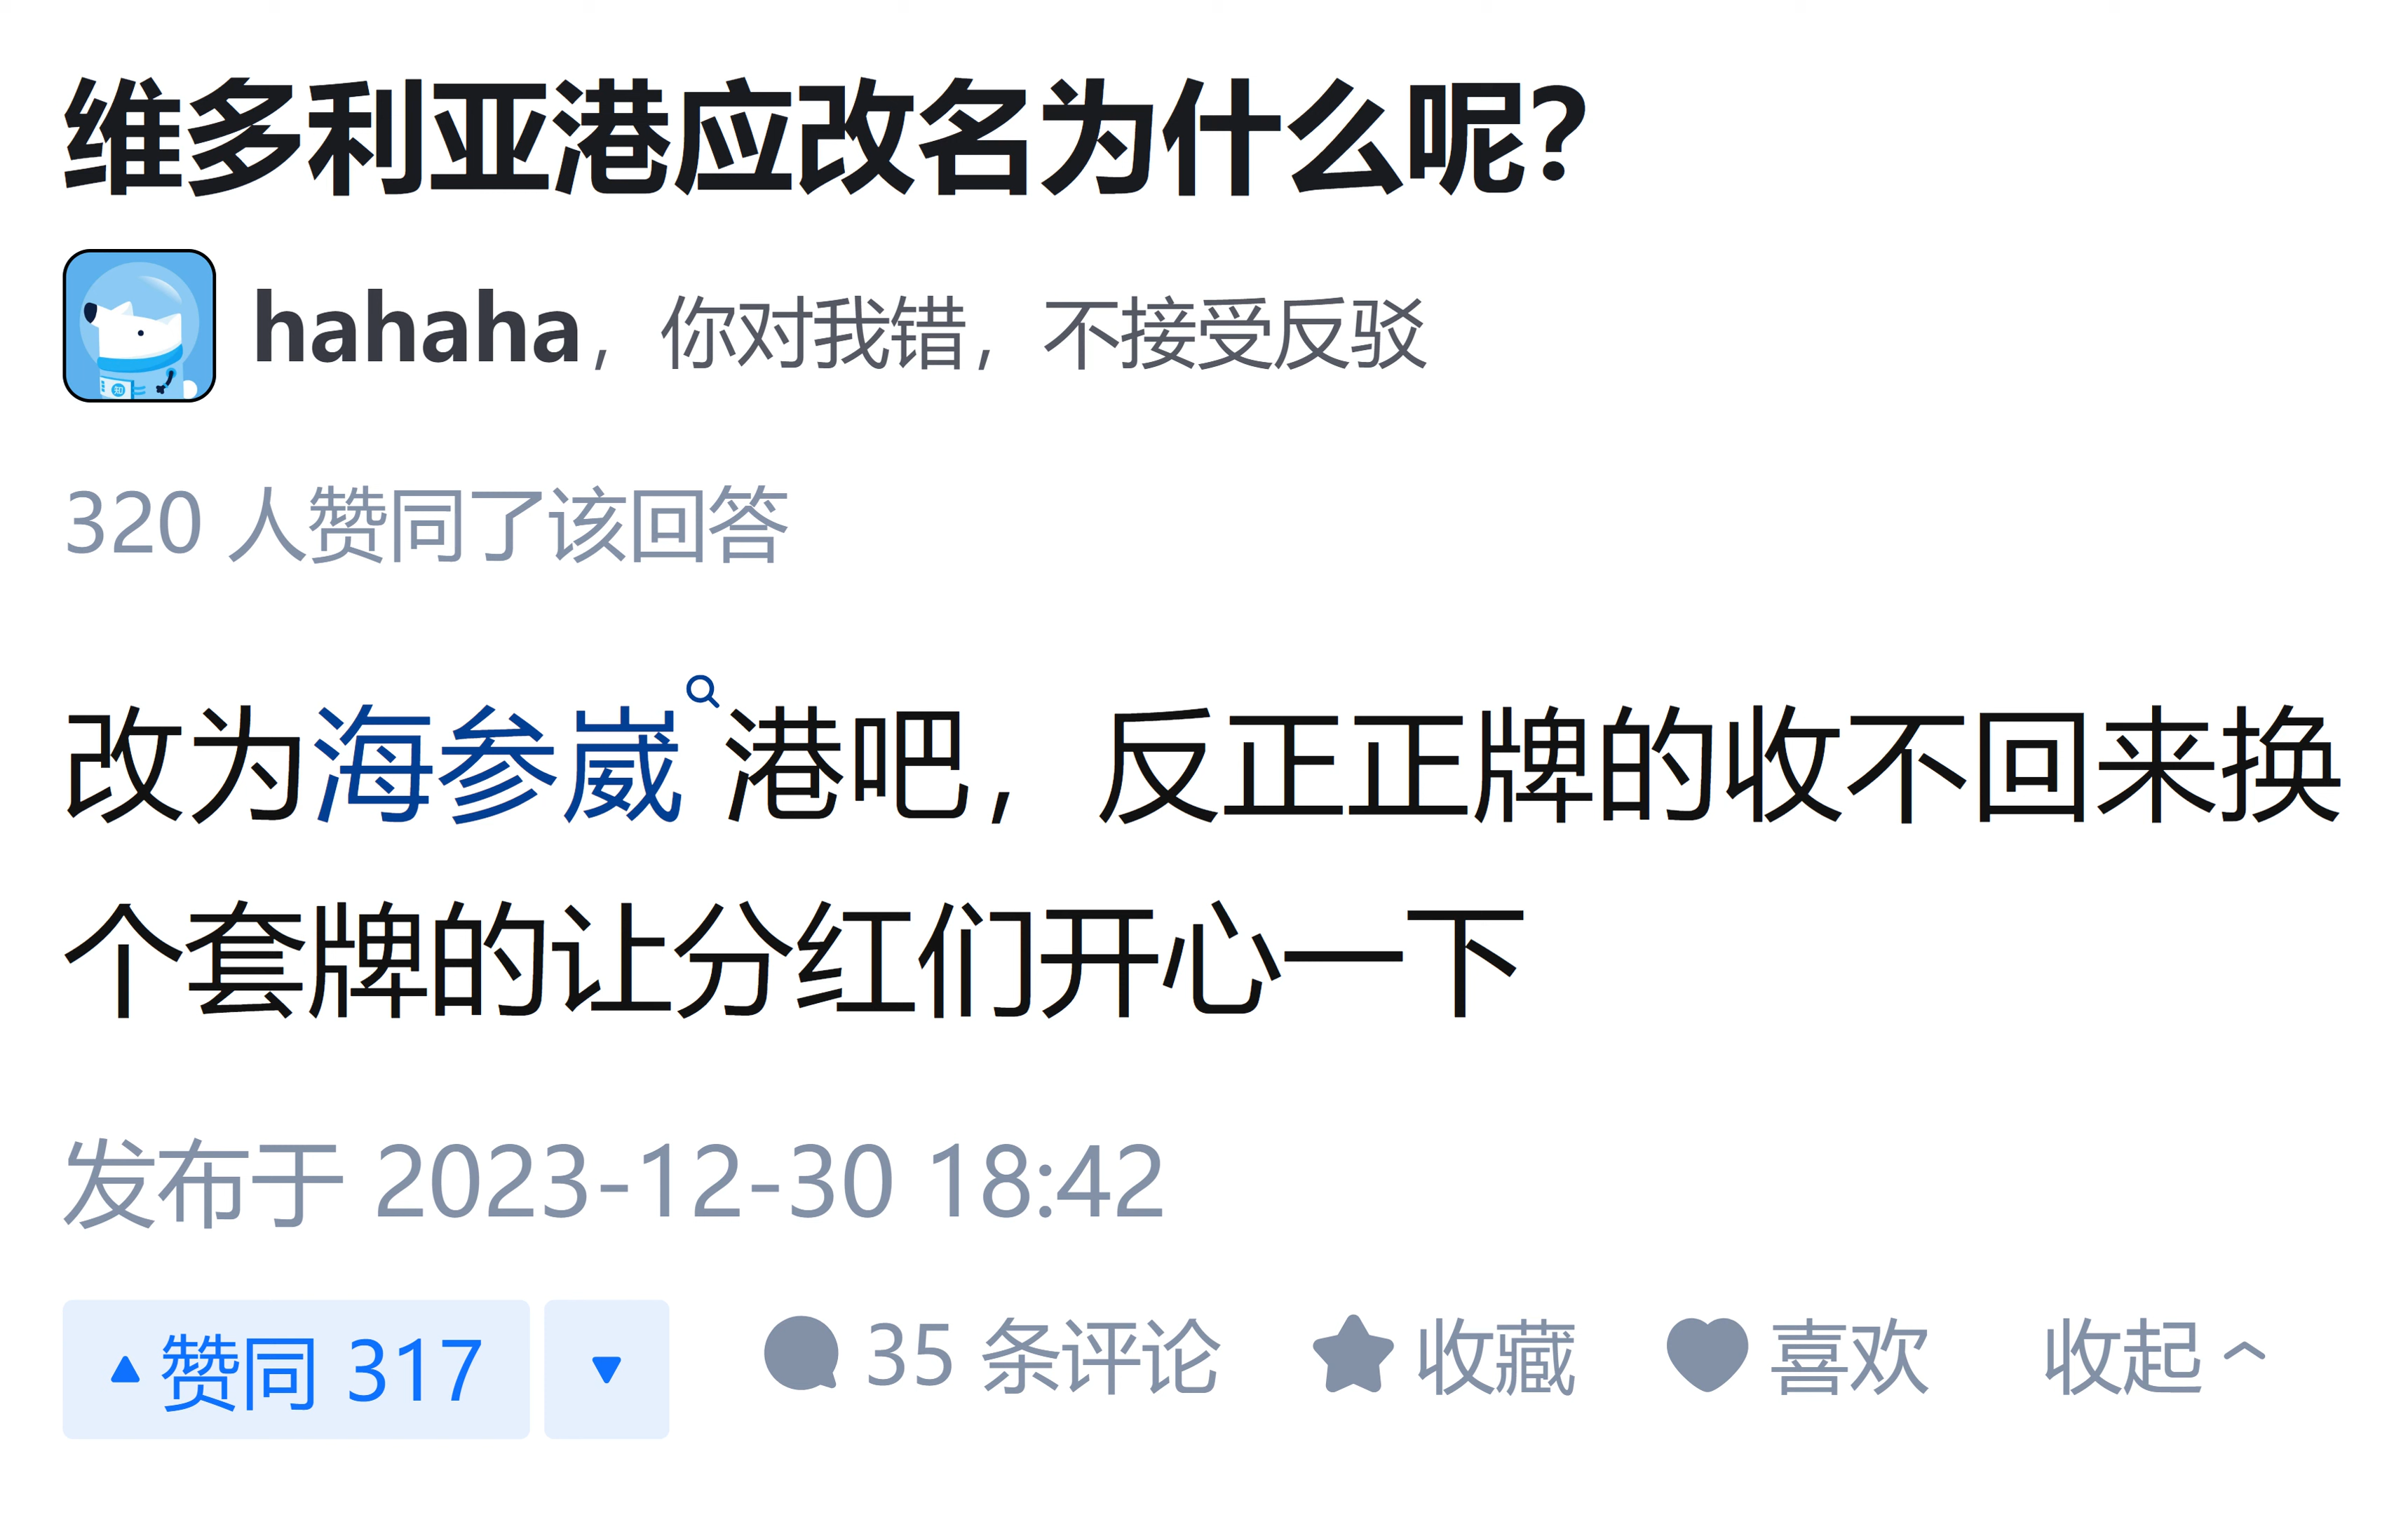 维多利亚港应改名为什么呢?
hahaha, 你对我错, 不接受反驳
320 人赞同了该回答
改为海参崴港吧, 反正正牌的收不回来换
个套牌的让分红们开心一下
发布于 2023-12-30 18:42
赞同 317 35 条评论 收藏 喜欢 收起